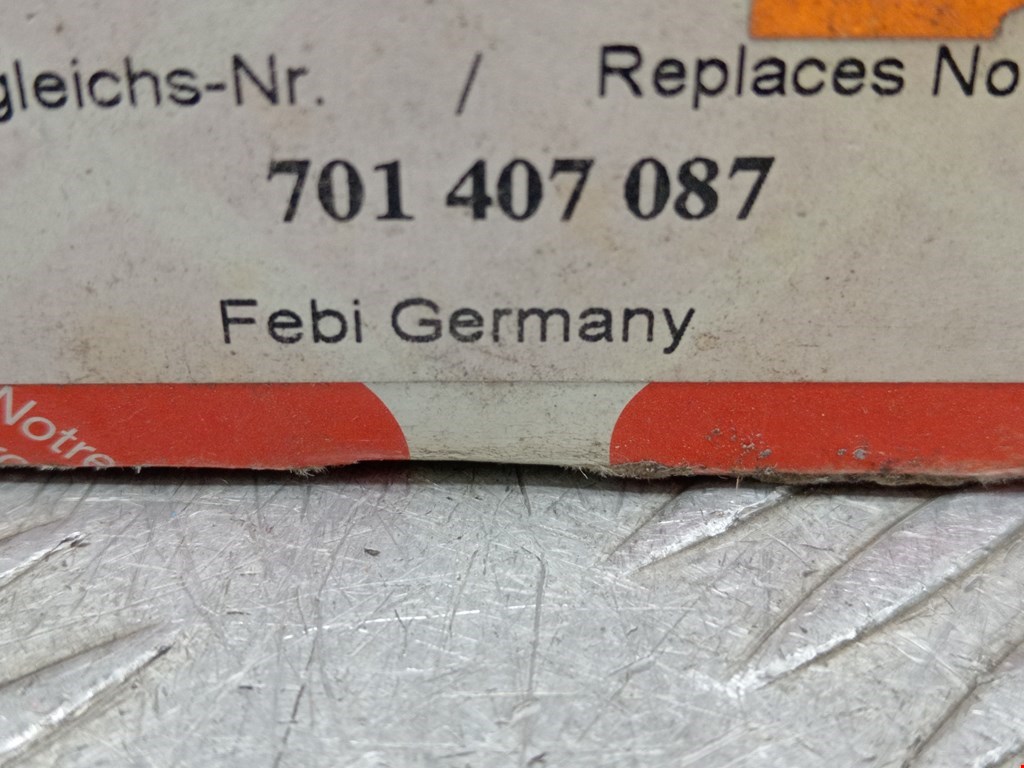 gleichs-Nr. / Replaces No
701 407 087
Febi Germany
Notre